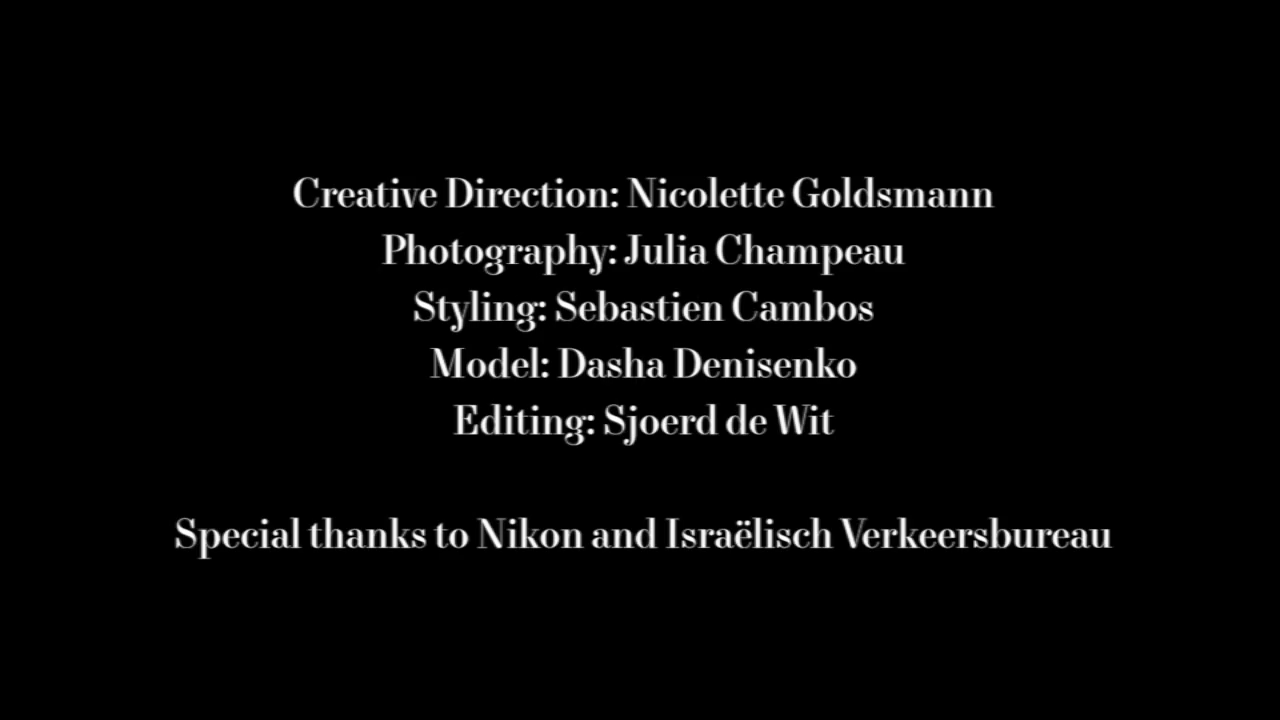 Creative Direction: Nicolette Goldsmann
Photography: Julia Champeau
Styling: Sebastien Cambos
Model: Dasha Denisenko
Editing: Sjoerd de Wit
Special thanks to Nikon and Israëlisch Verkeersbureau